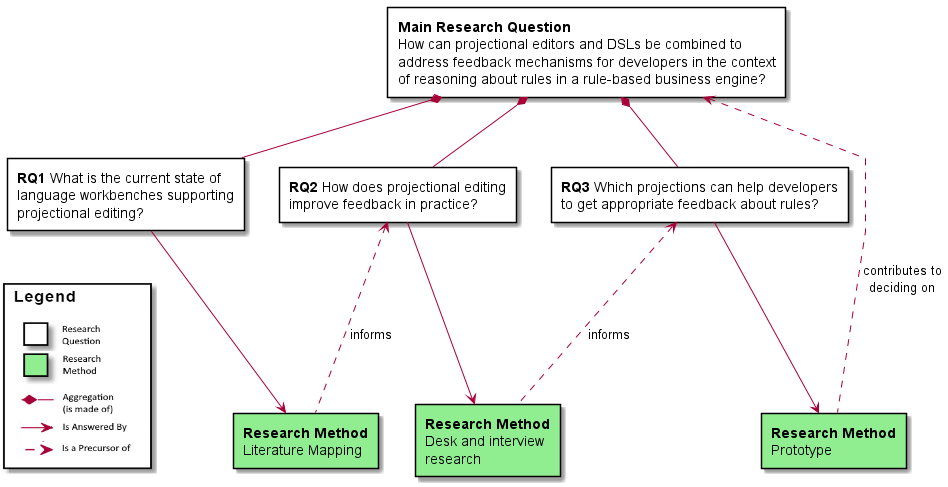 Main Research Question
How can projectional editors and DSLs be combined to
address feedback mechanisms for developers in the context
of reasoning about rules in a rule-based business engine?
RQ1 What is the current state of
language workbenches supporting
projectional editing?
RQ2 How does projectional editing
improve feedback in practice?
RQ3 Which projections can help developers
to get appropriate feedback about rules?
contributes to
deciding on
informs
informs
Legend
Research
Question
Research
Method
Aggregation
(is made of)
Is Answered By
Is a Precursor of
Research Method
Literature Mapping
Research Method
Desk and interview
research
Research Method
Prototype